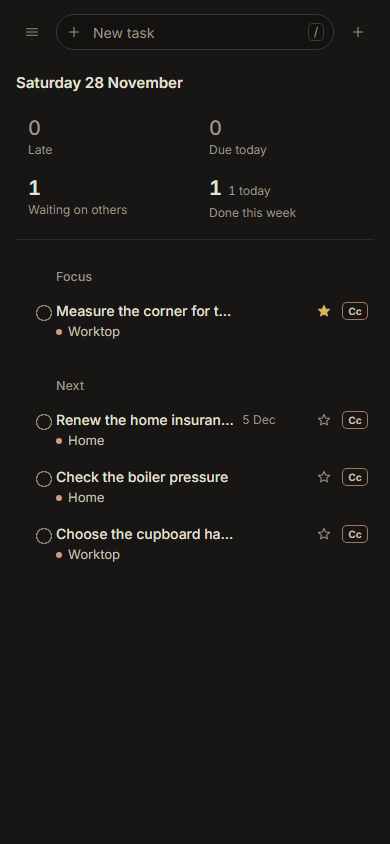 New task /
Saturday 28 November
0 0
Late Due today
1 1 1 today
Waiting on others Done this week
Focus
Measure the corner for t... Cc
Worktop
Next
Renew the home insuran... 5 Dec Cc
Home
Check the boiler pressure Cc
Home
Choose the cupboard ha... Cc
Worktop